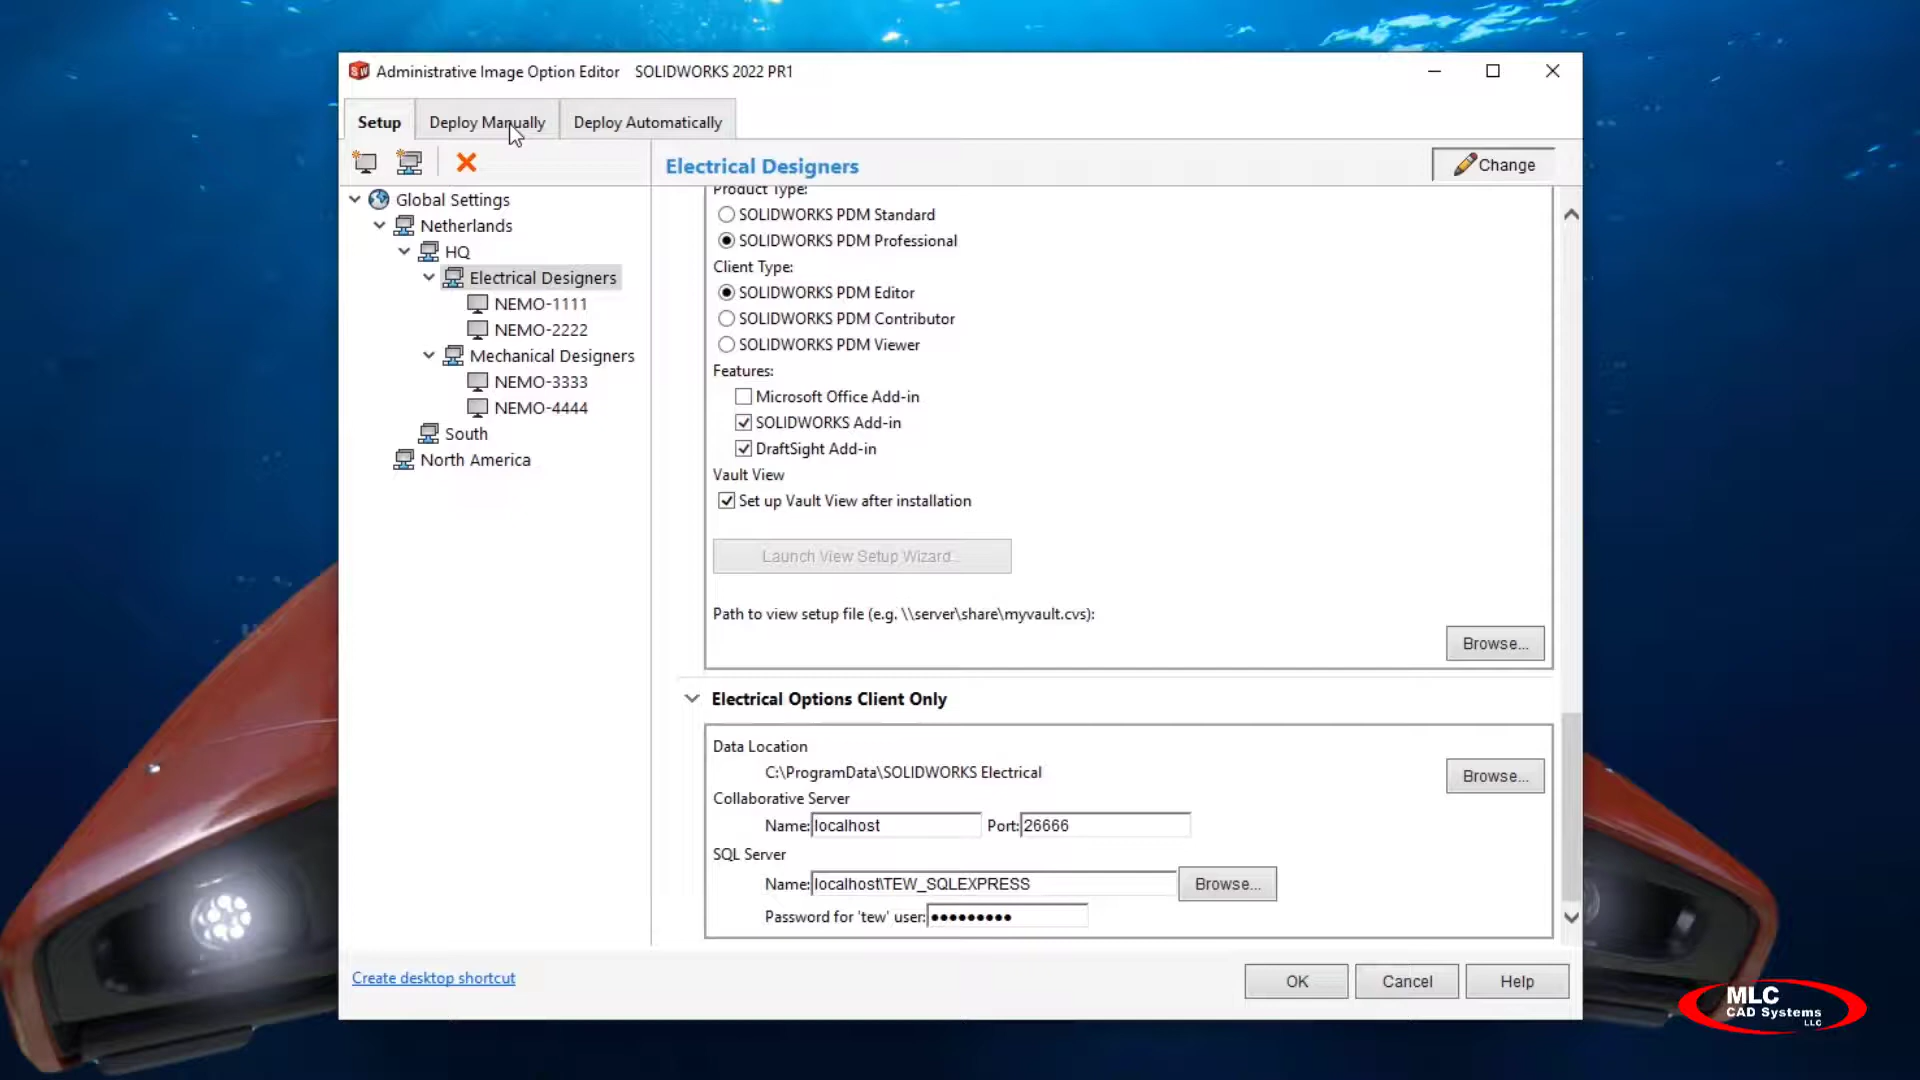 Administrative Image Option Editor SOLIDWORKS 2022 PR1
Setup
Deploy Manually
Deploy Automatically
Electrical Designers
Change
Global Settings
Netherlands
HQ
Electrical Designers
NEMO-1111
NEMO-2222
Mechanical Designers
NEMO-3333
NEMO-4444
South
North America
Product Type:
SOLIDWORKS PDM Standard
SOLIDWORKS PDM Professional
Client Type:
SOLIDWORKS PDM Editor
SOLIDWORKS PDM Contributor
SOLIDWORKS PDM Viewer
Features:
Microsoft Office Add-in
SOLIDWORKS Add-in
DraftSight Add-in
Vault View
Set up Vault View after installation
Launch View Setup Wizard...
Path to view setup file (e.g. \\server\share\myvault.cvs):
Browse...
Electrical Options Client Only
Data Location
C:\ProgramData\SOLIDWORKS Electrical
Browse...
Collaborative Server
Name: localhost Port: 26666
SQL Server
Name: localhost\TEW_SQLEXPRESS Browse...
Password for 'tew' user: •••••••••
Create desktop shortcut
OK
Cancel
Help
MLC
CAD Systems
LLC